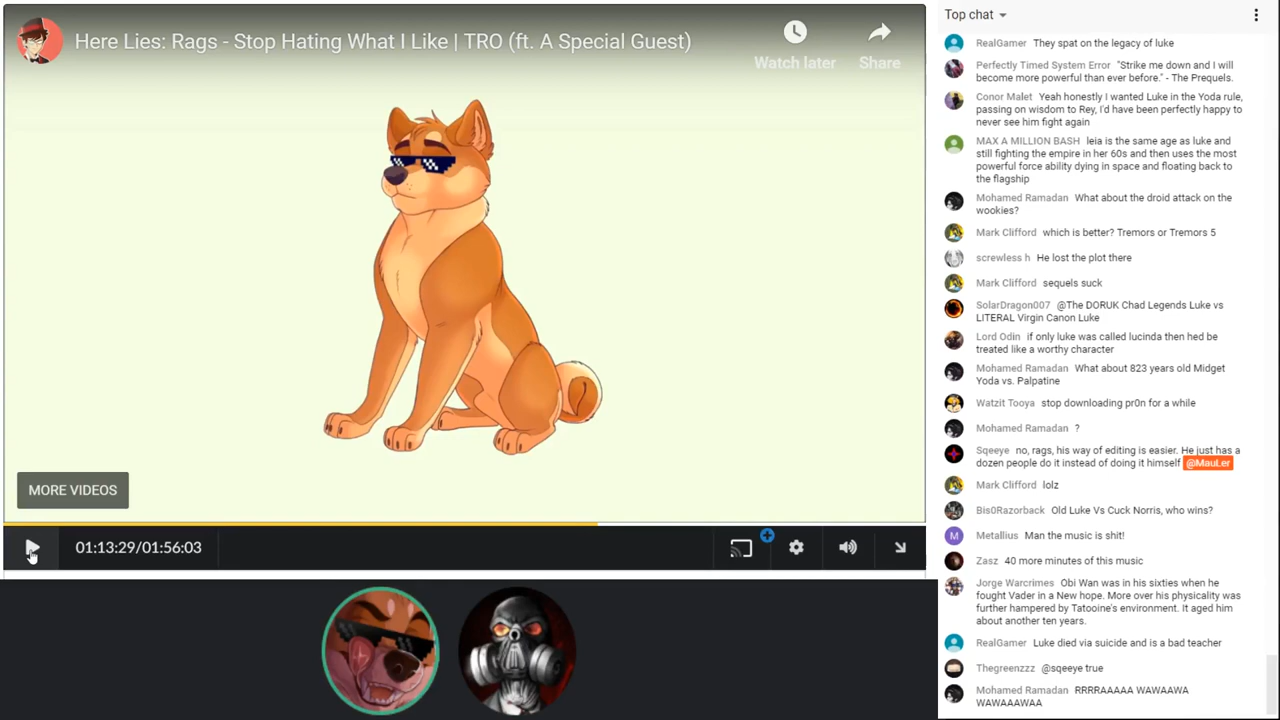 Here Lies: Rags - Stop Hating What I Like | TRO (ft. A Special Guest)
Watch later
Share
MORE VIDEOS
01:13:29/01:56:03
Top chat
RealGamer They spat on the legacy of luke
Perfectly Timed System Error "Strike me down and I will
become more powerful than ever before." - The Prequels.
Conor Malet Yeah honestly I wanted Luke in the Yoda rule,
passing on wisdom to Rey, I'd have been perfectly happy to
never see him fight again
MAX A MILLION BASH leia is the same age as luke and
still fighting the empire in her 60s and then uses the most
powerful force ability dying in space and floating back to
the flagship
Mohamed Ramadan What about the droid attack on the
wookies?
Mark Clifford which is better? Tremors or Tremors 5
screwless h He lost the plot there
Mark Clifford sequels suck
SolarDragon007 @The DORUK Chad Legends Luke vs
LITERAL Virgin Canon Luke
Lord Odin if only luke was called lucinda then hed be
treated like a worthy character
Mohamed Ramadan What about 823 years old Midget
Yoda vs. Palpatine
Watzit Tooya stop downloading pr0n for a while
Mohamed Ramadan ?
Sqeeye no, rags, his way of editing is easier. He just has a
dozen people do it instead of doing it himself @MauLer
Mark Clifford lolz
Bis0Razorback Old Luke Vs Cuck Norris, who wins?
M
Metallius Man the music is shit!
Zasz 40 more minutes of this music
Jorge Warcrimes Obi Wan was in his sixties when he
fought Vader in a New hope. More over his physicality was
further hampered by Tatooine's environment. It aged him
about another ten years.
RealGamer Luke died via suicide and is a bad teacher
Thegreenzzz @sqeeye true
Mohamed Ramadan RRRRAAAAA WAWAAWA
WAWAAAWAA